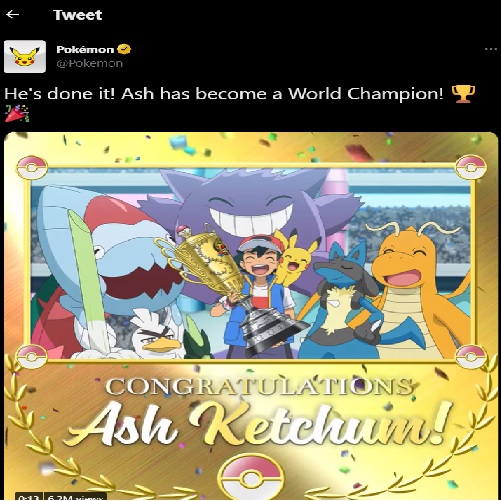 Tweet
Pokémon
@Pokemon
He's done it! Ash has become a World Champion! 🏆
🎉
CONGRATULATIONS
Ash Ketchum!
0:13 6.2M views